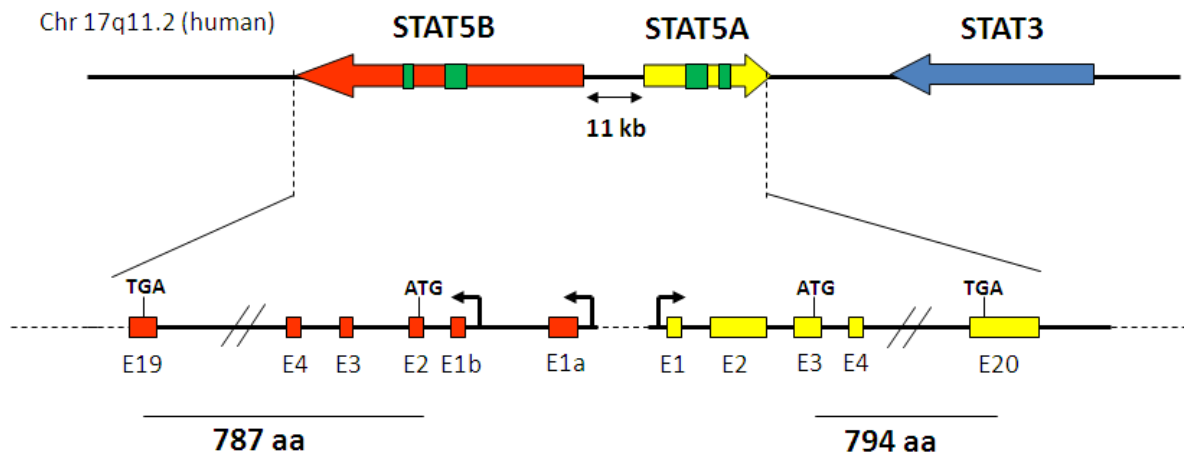 Chr 17q11.2 (human)
STAT5B STAT5A STAT3
11 kb
TGA ATG ATG TGA
E19 E4 E3 E2 E1b E1a E1 E2 E3 E4 E20
787 aa 794 aa